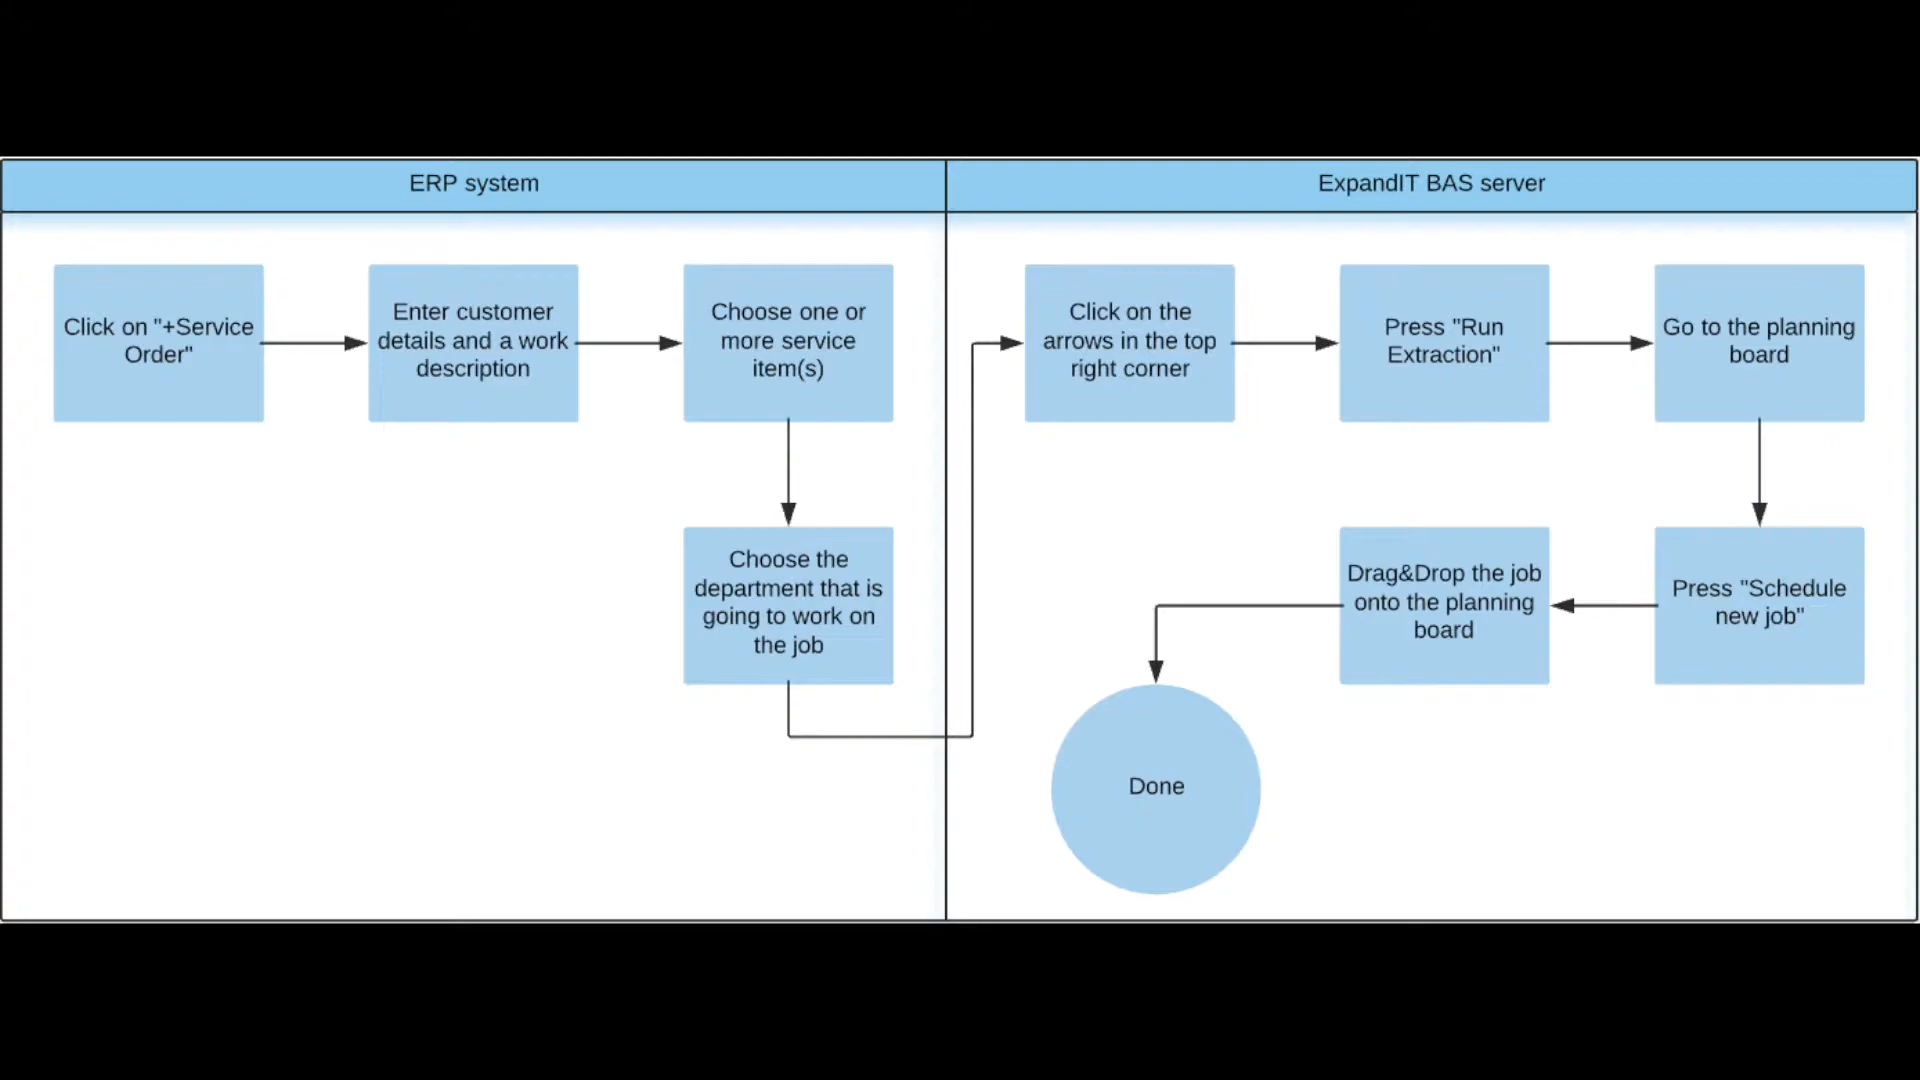 ERP system
ExpandIT BAS server
Click on "+Service
Order"
Enter customer
details and a work
description
Choose one or
more service
item(s)
Choose the
department that is
going to work on
the job
Click on the
arrows in the top
right corner
Press "Run
Extraction"
Go to the planning
board
Press "Schedule
new job"
Drag&Drop the job
onto the planning
board
Done